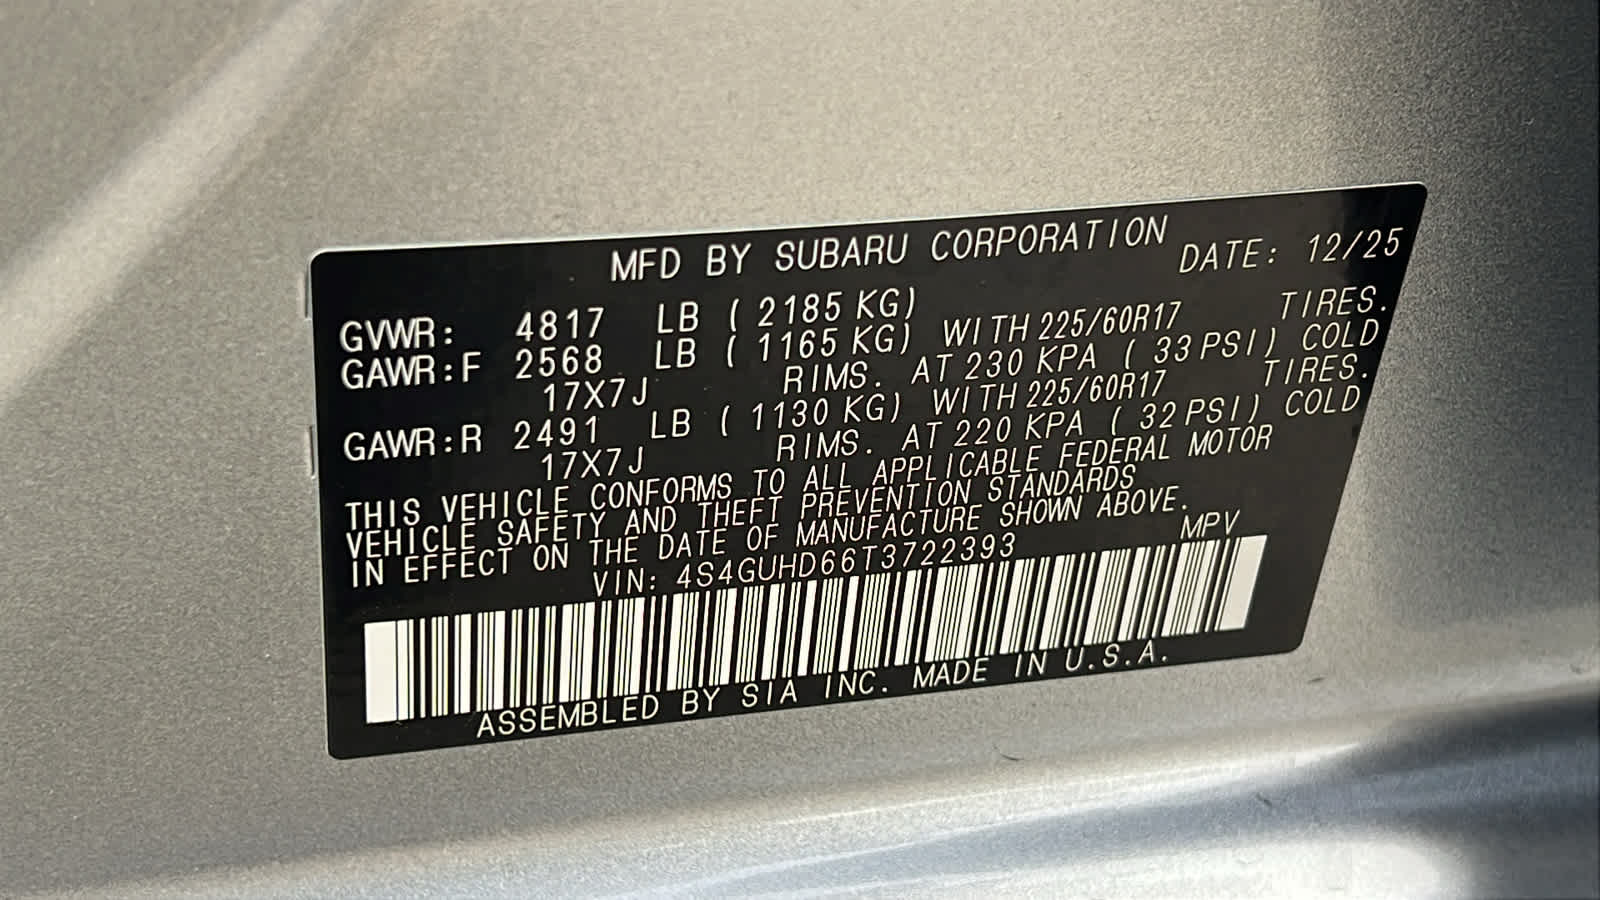 MFD BY SUBARU CORPORATION DATE: 12/25
GVWR: 4817 LB ( 2185 KG)
GAWR:F 2568 LB ( 1165 KG) WITH 225/60R17 TIRES.
17X7J RIMS. AT 230 KPA ( 33 PSI) COLD
GAWR:R 2491 LB ( 1130 KG) WITH 225/60R17 TIRES.
17X7J RIMS. AT 220 KPA ( 32 PSI) COLD
THIS VEHICLE CONFORMS TO ALL APPLICABLE FEDERAL MOTOR
VEHICLE SAFETY AND THEFT PREVENTION STANDARDS
IN EFFECT ON THE DATE OF MANUFACTURE SHOWN ABOVE.
VIN: 4S4GUHD66T3722393 MPV
ASSEMBLED BY SIA INC. MADE IN U.S.A.